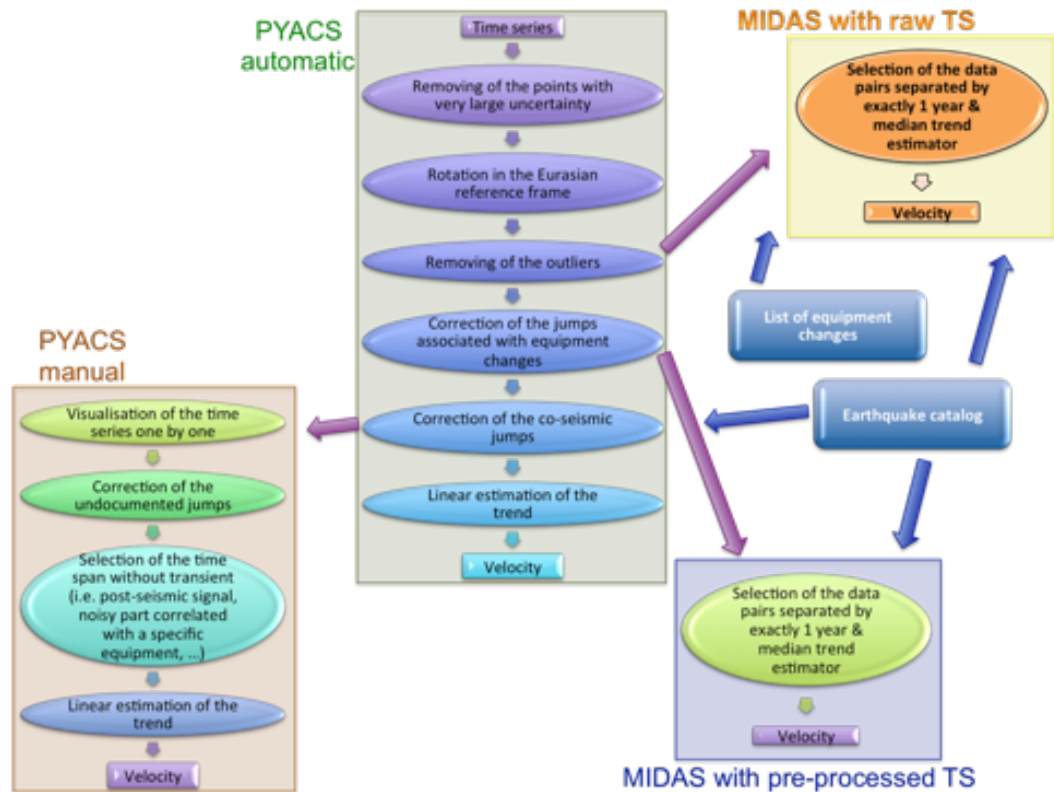 PYACS
automatic
Time series
Removing of the points with
very large uncertainty
Rotation in the Eurasian
reference frame
Removing of the outliers
Correction of the jumps
associated with equipment
changes
Correction of the co-seismic
jumps
Linear estimation of the
trend
Velocity
MIDAS with raw TS
Selection of the data
pairs separated by
exactly 1 year &
median trend
estimator
Velocity
List of equipment
changes
Earthquake catalog
PYACS
manual
Visualisation of the time
series one by one
Correction of the
undocumented jumps
Selection of the time
span without transient
(i.e. post-seismic signal,
noisy part correlated
with a specific
equipment, ...)
Linear estimation of the
trend
Velocity
Selection of the data
pairs separated by
exactly 1 year &
median trend
estimator
Velocity
MIDAS with pre-processed TS